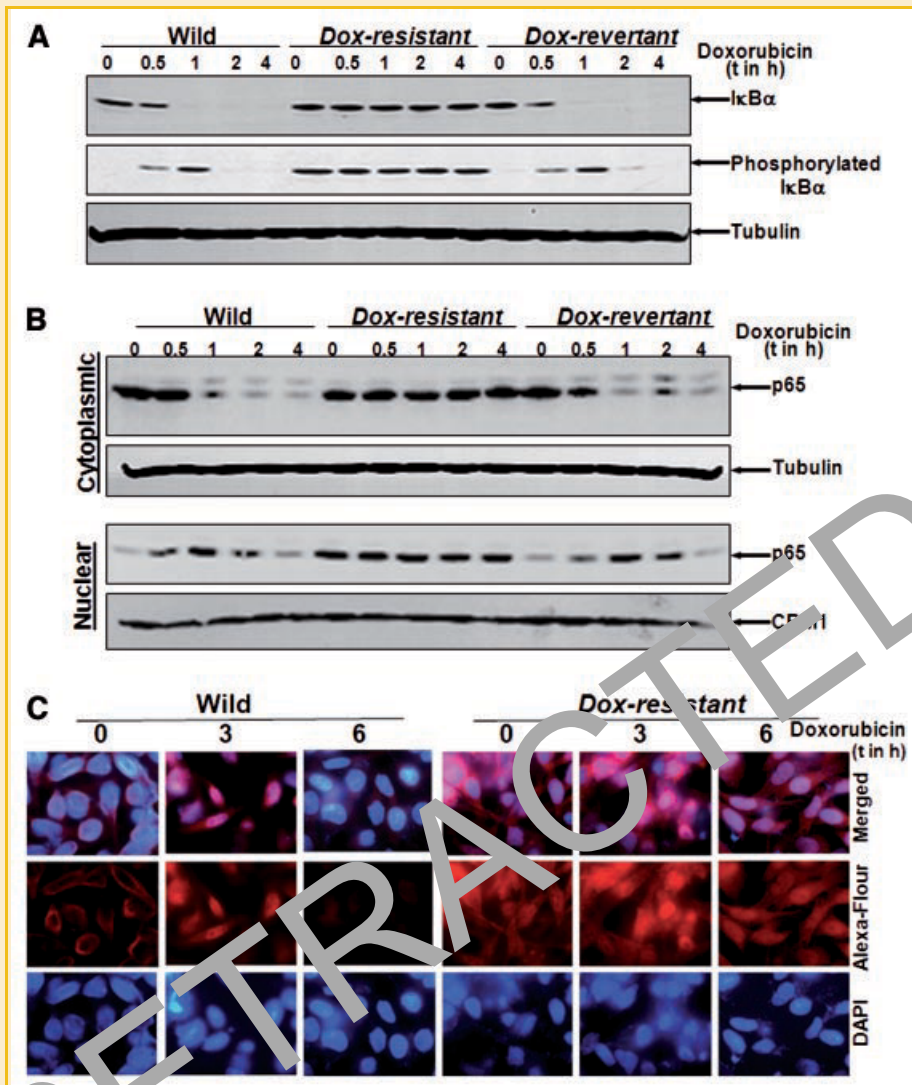 A
Wild Dox-resistant Dox-revertant
0 0.5 1 2 4 0 0.5 1 2 4 0 0.5 1 2 4 Doxorubicin
(t in h)
IκBα
Phosphorylated
IκBα
Tubulin
B
Wild Dox-resistant Dox-revertant
0 0.5 1 2 4 0 0.5 1 2 4 0 0.5 1 2 4 Doxorubicin
(t in h)
Cytoplasmic
p65
Tubulin
Nuclear
p65
C
Wild Dox-resistant
0 3 6 0 3 6 Doxorubicin
(t in h)
Merged
Alexa-Flour
DAPI
RETRACTED